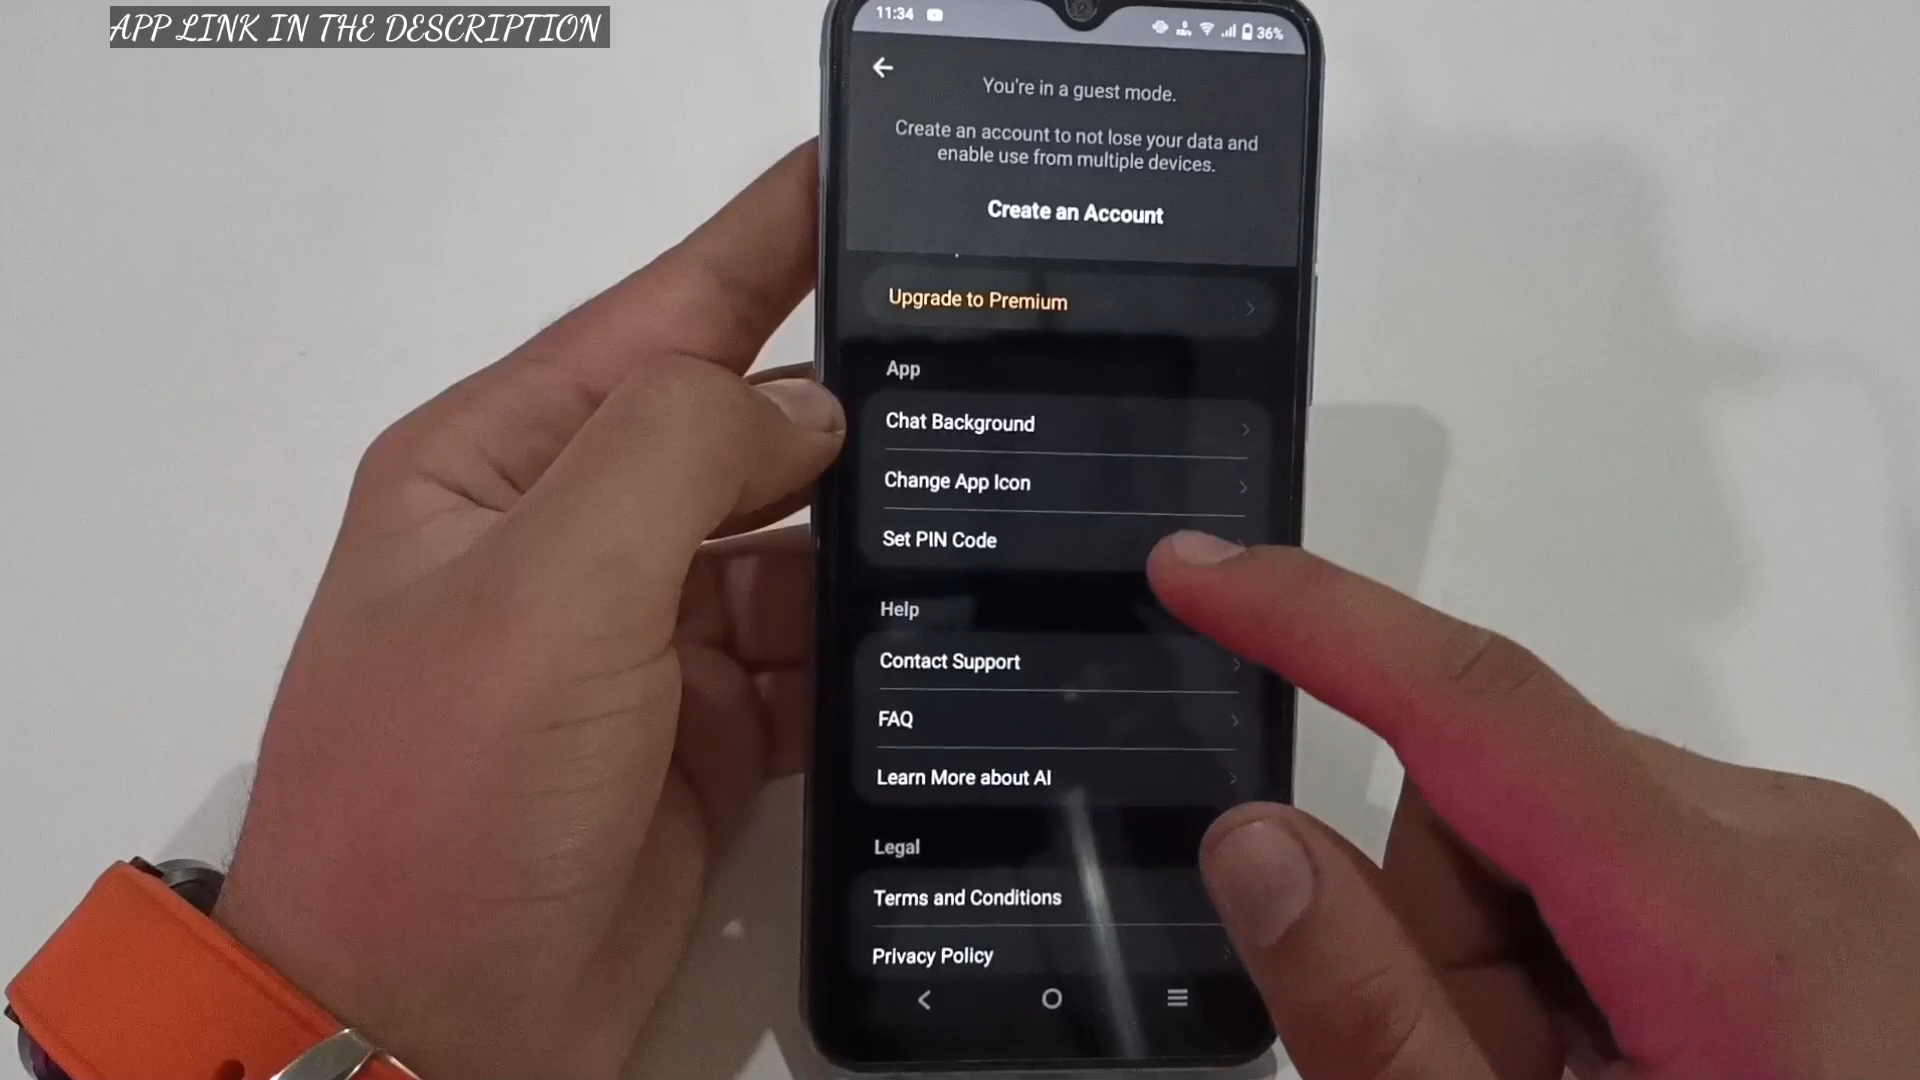 APP LINK IN THE DESCRIPTION
11:34
36%
You're in a guest mode.
Create an account to not lose your data and
enable use from multiple devices.
Create an Account
Upgrade to Premium
App
Chat Background
Change App Icon
Set PIN Code
Help
Contact Support
FAQ
Learn More about AI
Legal
Terms and Conditions
Privacy Policy